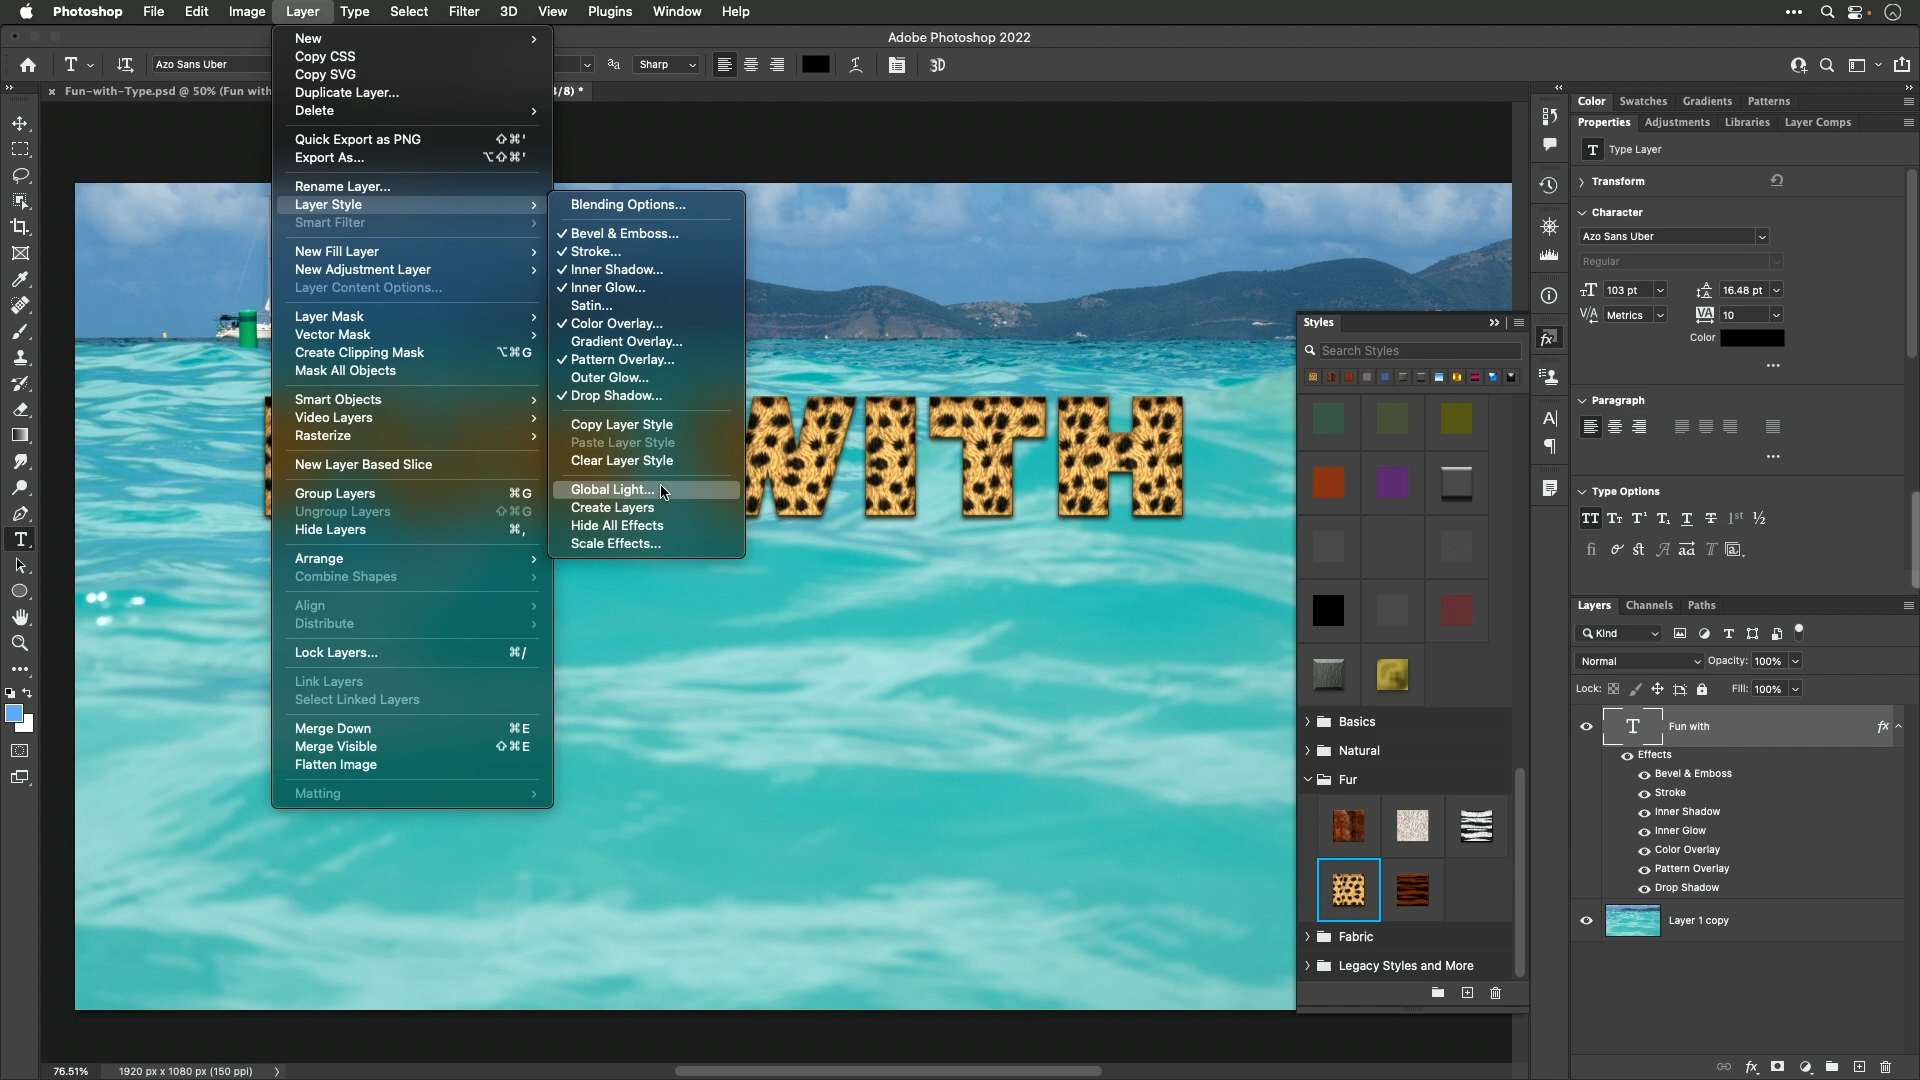 Photoshop File Edit Image Layer Type Select Filter 3D View Plugins Window Help
Adobe Photoshop 2022
Azo Sans Uber Sharp 3D
Fun-with-Type.psd @ 50% (Fun with /8) *
New
Copy CSS
Copy SVG
Duplicate Layer...
Delete
Quick Export as PNG ⇧⌘'
Export As... ⌥⇧⌘'
Rename Layer...
Layer Style
Smart Filter
New Fill Layer
New Adjustment Layer
Layer Content Options...
Layer Mask
Vector Mask
Create Clipping Mask ⌥⌘G
Mask All Objects
Smart Objects
Video Layers
Rasterize
New Layer Based Slice
Group Layers ⌘G
Ungroup Layers ⇧⌘G
Hide Layers ⌘,
Arrange
Combine Shapes
Align
Distribute
Lock Layers... ⌘/
Link Layers
Select Linked Layers
Merge Down ⌘E
Merge Visible ⇧⌘E
Flatten Image
Matting
Blending Options...
✓ Bevel & Emboss...
✓ Stroke...
✓ Inner Shadow...
✓ Inner Glow...
Satin...
✓ Color Overlay...
Gradient Overlay...
✓ Pattern Overlay...
Outer Glow...
✓ Drop Shadow...
Copy Layer Style
Paste Layer Style
Clear Layer Style
Global Light...
Create Layers
Hide All Effects
Scale Effects...
WITH
Styles
Search Styles
Basics
Natural
Fur
Fabric
Legacy Styles and More
Color Swatches Gradients Patterns
Properties Adjustments Libraries Layer Comps
T Type Layer
Transform
Character
Azo Sans Uber
Regular
103 pt 16.48 pt
Metrics 10
Color
Paragraph
Type Options
Layers Channels Paths
Kind
Normal Opacity: 100%
Lock: Fill: 100%
T Fun with fx
Effects
Bevel & Emboss
Stroke
Inner Shadow
Inner Glow
Color Overlay
Pattern Overlay
Drop Shadow
Layer 1 copy
76.51% 1920 px x 1080 px (150 ppi)